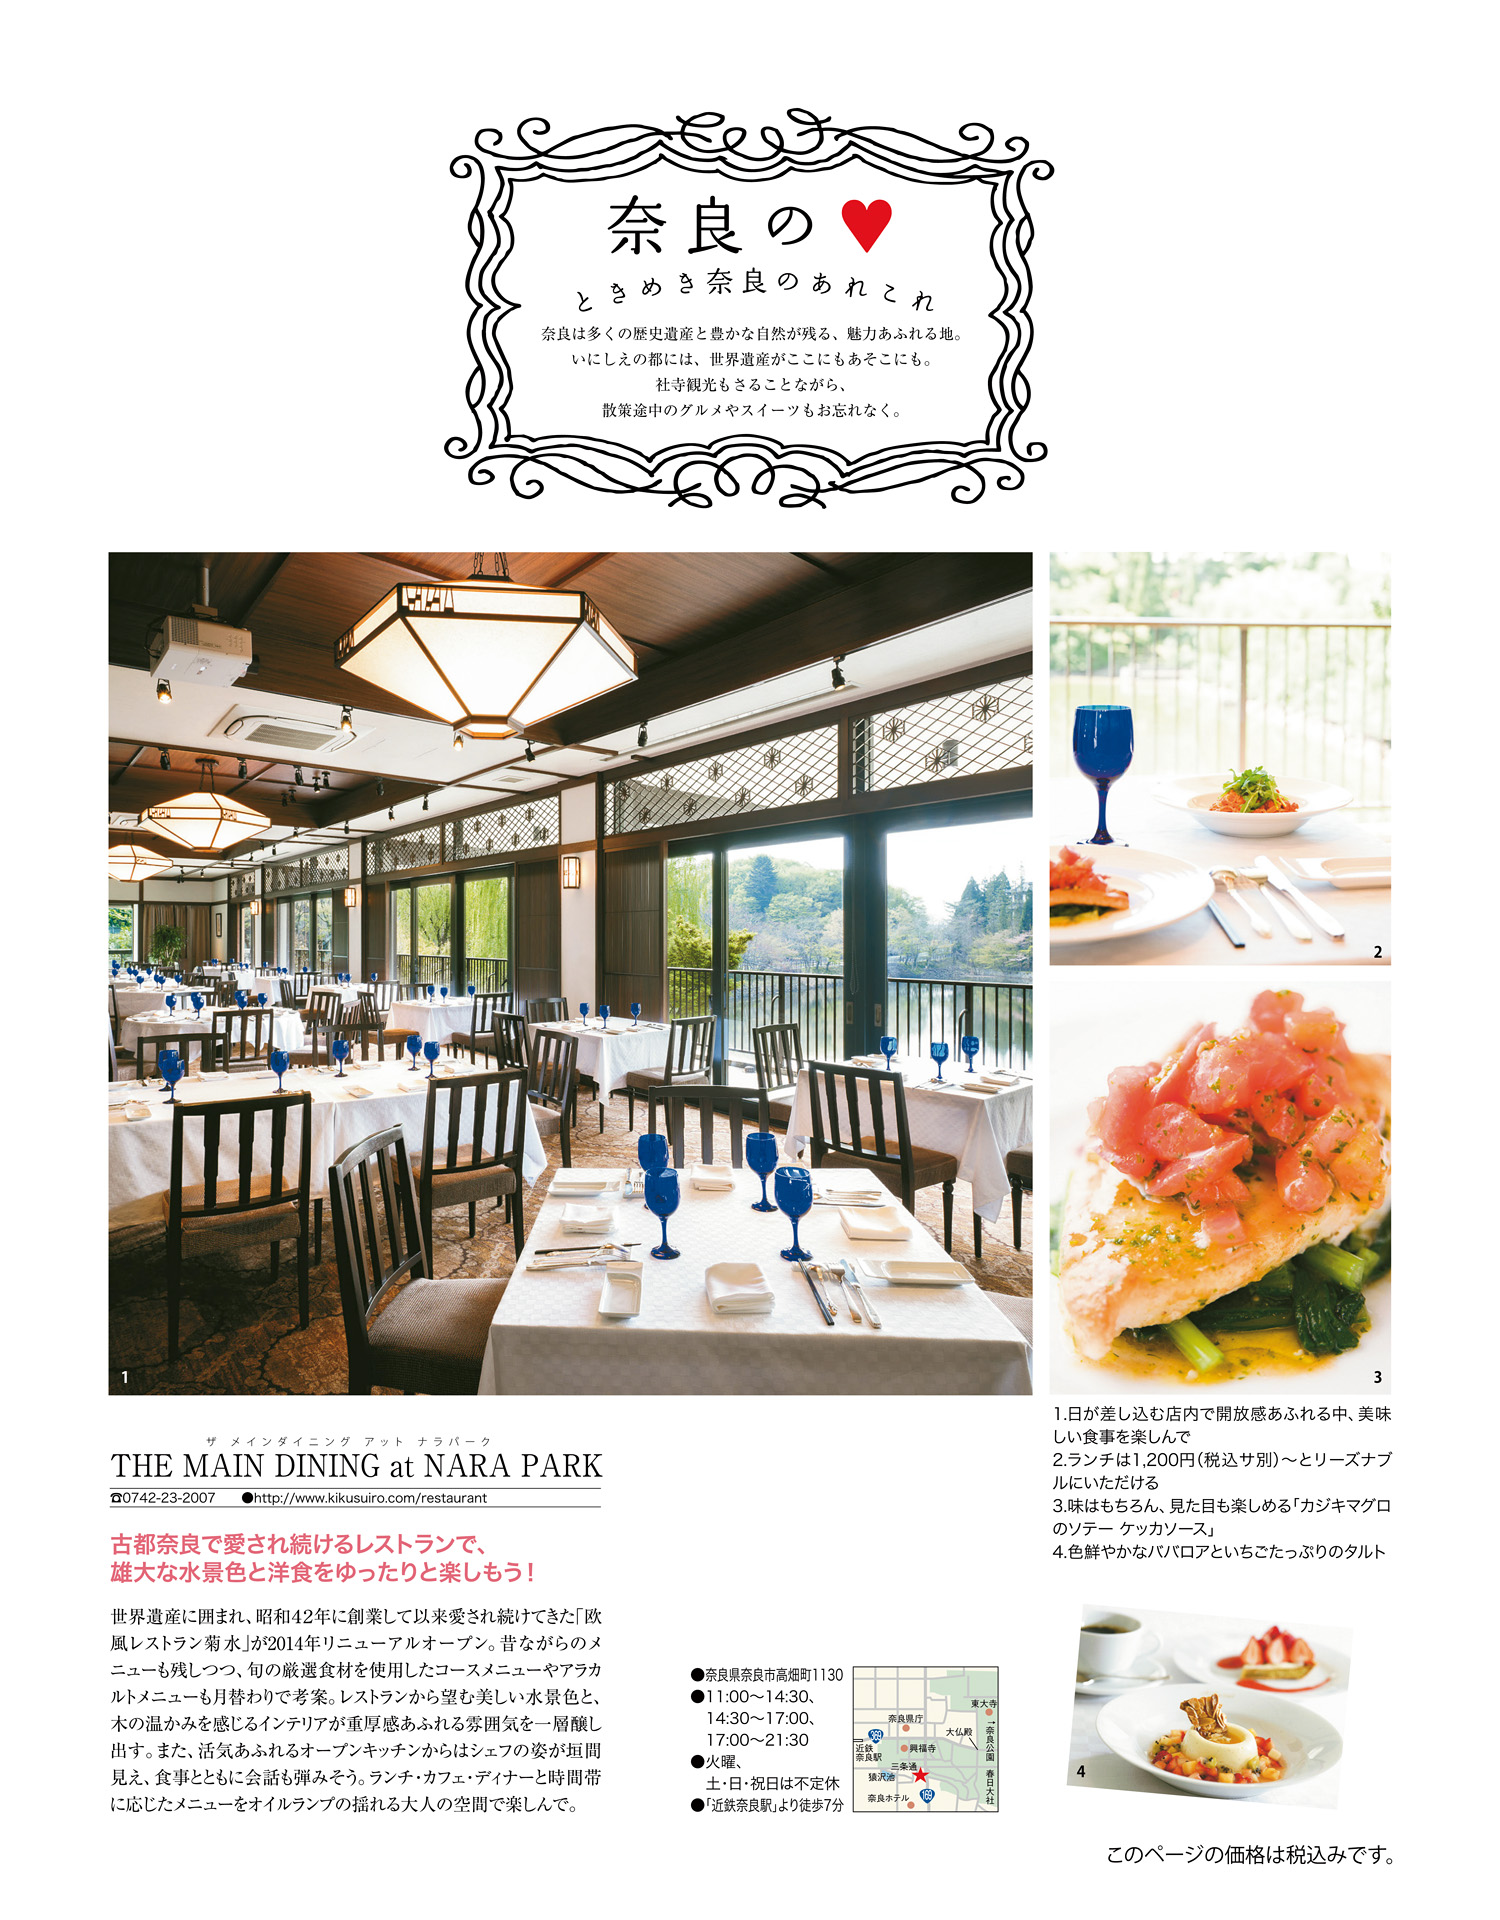 奈良の♥
ときめき奈良のあれこれ
奈良は多くの歴史遺産と豊かな自然が残る、魅力あふれる地。
いにしえの都には、世界遺産がここにもあそこにも。
社寺観光もさることながら、
散策途中のグルメやスイーツもお忘れなく。
1
2
3
1.日が差し込む店内で開放感あふれる中、美味
しい食事を楽しんで
2.ランチは1,200円(税込サ別)〜とリーズナブ
ルにいただける
3.味はもちろん、見た目も楽しめる「カジキマグロ
のソテー ケッカソース」
4.色鮮やかなババロアといちごたっぷりのタルト
ザ メインダイニング アット ナラパーク
THE MAIN DINING at NARA PARK
☎0742-23-2007 ●http://www.kikusuiro.com/restaurant
古都奈良で愛され続けるレストランで、
雄大な水景色と洋食をゆったりと楽しもう!
世界遺産に囲まれ、昭和42年に創業して以来愛され続けてきた「欧
風レストラン菊水」が2014年リニューアルオープン。昔ながらのメ
ニューも残しつつ、旬の厳選食材を使用したコースメニューやアラカ
ルトメニューも月替わりで考案。レストランから望む美しい水景色と、
木の温かみを感じるインテリアが重厚感あふれる雰囲気を一層醸し
出す。また、活気あふれるオープンキッチンからはシェフの姿が垣間
見え、食事とともに会話も弾みそう。ランチ・カフェ・ディナーと時間帯
に応じたメニューをオイルランプの揺れる大人の空間で楽しんで。
●奈良県奈良市高畑町1130
●11:00〜14:30、
14:30〜17:00、
17:00〜21:30
●火曜、
土・日・祝日は不定休
●「近鉄奈良駅」より徒歩7分
東大寺
奈良県庁
大仏殿
369
近鉄
奈良駅
興福寺
→奈良公園
三条通
猿沢池
春日大社
奈良ホテル
169
4
このページの価格は税込みです。